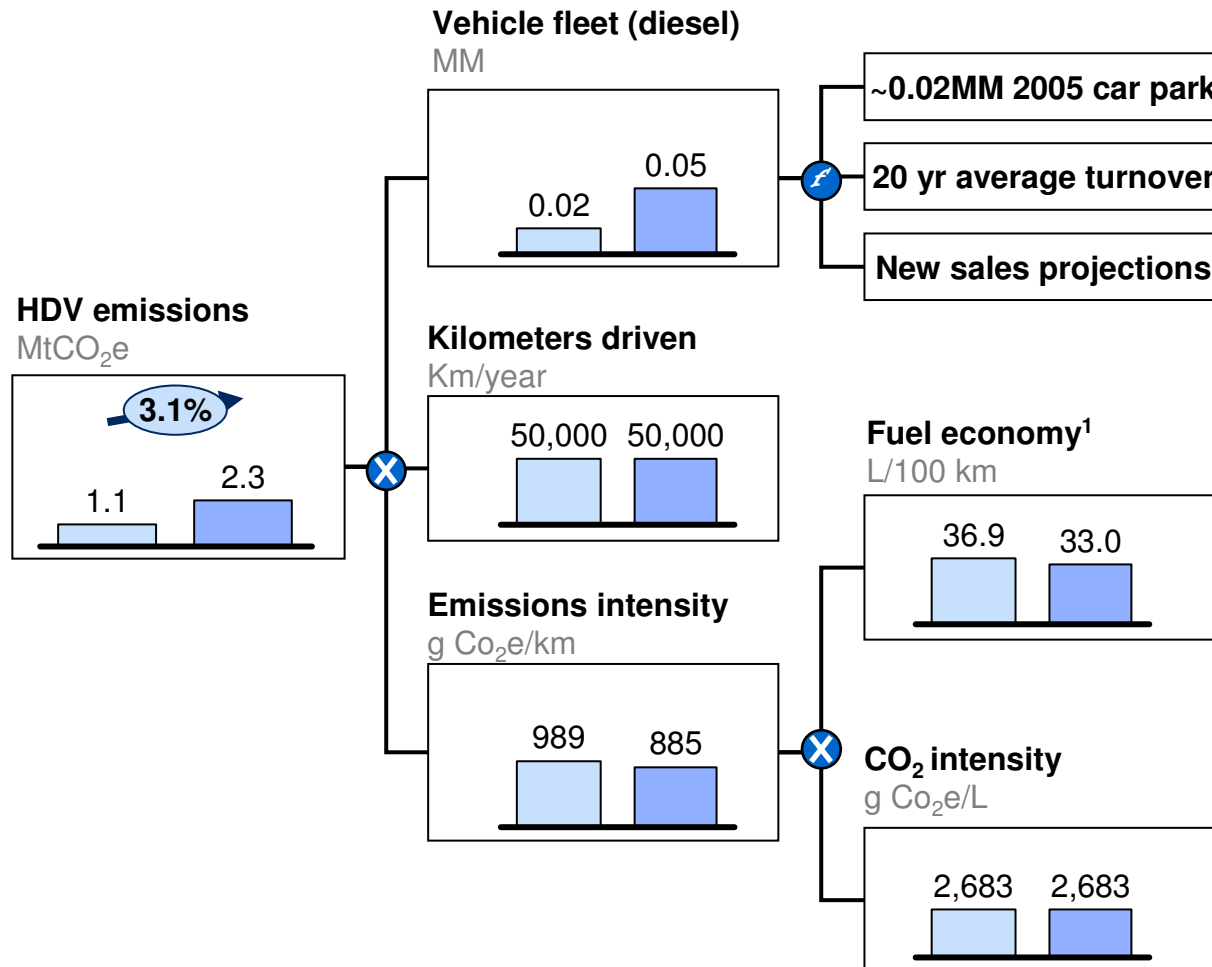 Vehicle fleet (diesel)
MM
0.02
0.05
f
~0.02MM 2005 car park
20 yr average turnover
New sales projections
HDV emissions
MtCO₂e
3.1%
1.1
2.3
X
Kilometers driven
Km/year
50,000
50,000
Emissions intensity
g Co₂e/km
989
885
X
Fuel economy¹
L/100 km
36.9
33.0
CO₂ intensity
g Co₂e/L
2,683
2,683